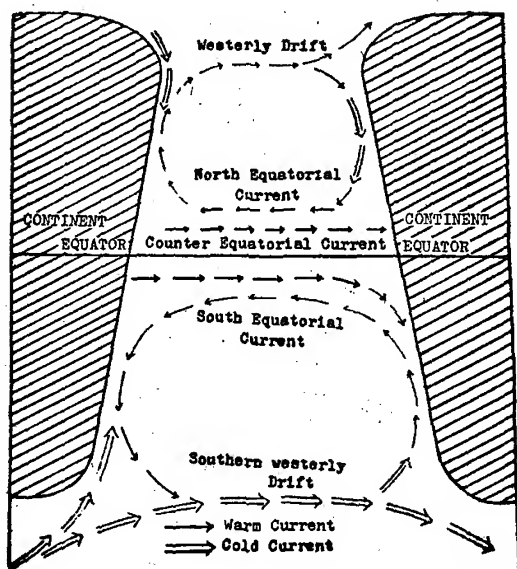 Westerly Drift
North Equatorial
Current
CONTINENT
CONTINENT
EQUATOR
Counter Equatorial Current
EQUATOR
South Equatorial
Current
Southern westerly
Drift
Warm Current
Cold Current